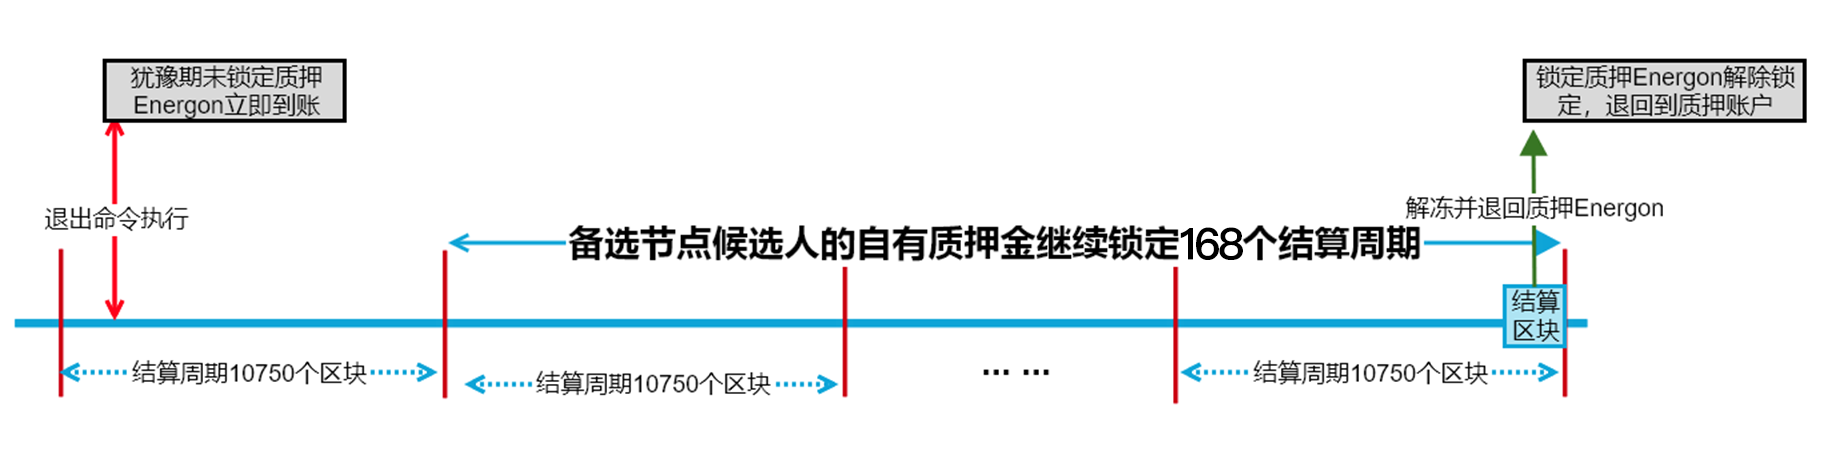 犹豫期未锁定质押
Energon立即到账
锁定质押Energon解除锁
定，退回到质押账户
退出命令执行
解冻并退回质押Energon
备选节点候选人的自有质押金继续锁定168个结算周期
结算
区块
结算周期10750个区块
结算周期10750个区块
... ...
结算周期10750个区块